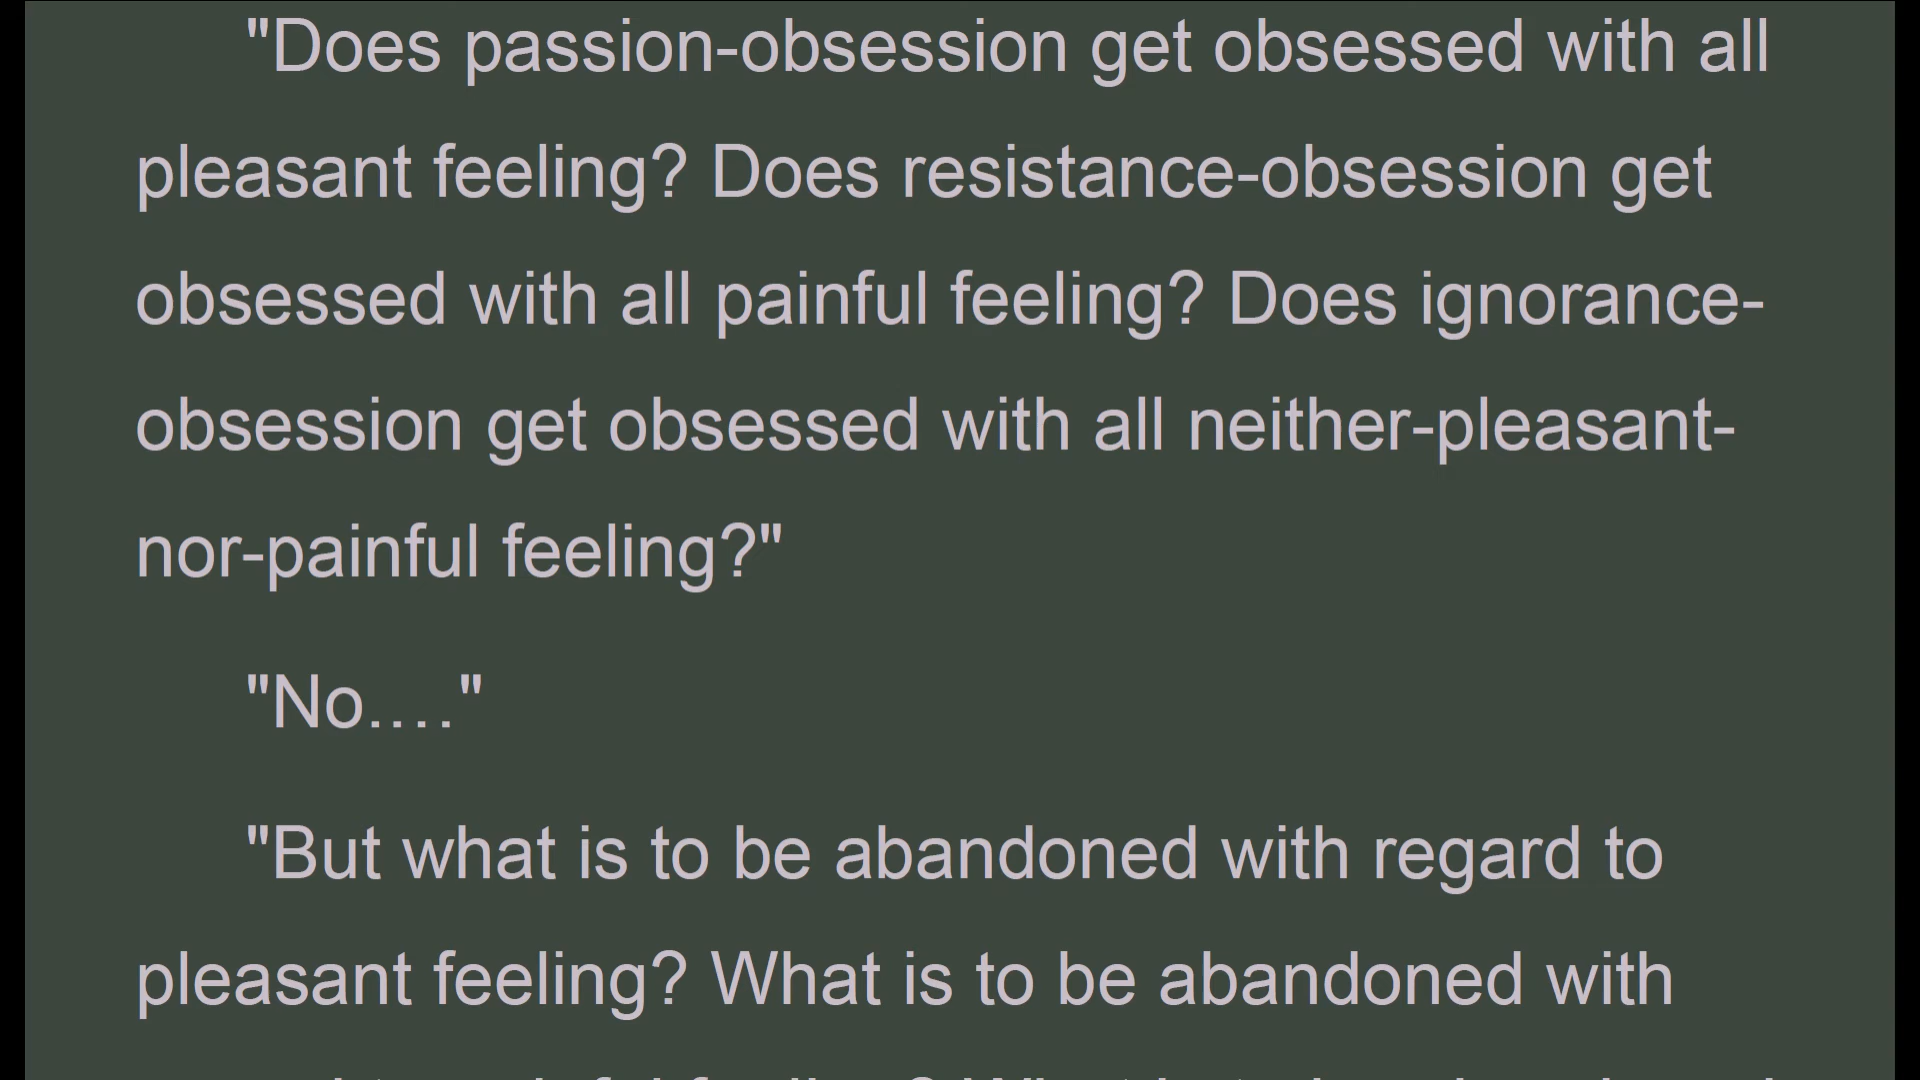 "Does passion-obsession get obsessed with all
pleasant feeling? Does resistance-obsession get
obsessed with all painful feeling? Does ignorance-
obsession get obsessed with all neither-pleasant-
nor-painful feeling?"
"No…."
"But what is to be abandoned with regard to
pleasant feeling? What is to be abandoned with